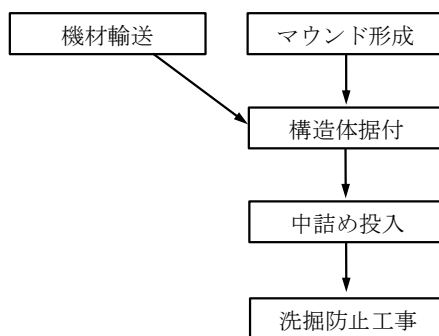 機材輸送
マウンド形成
構造体据付
中詰め投入
洗掘防止工事